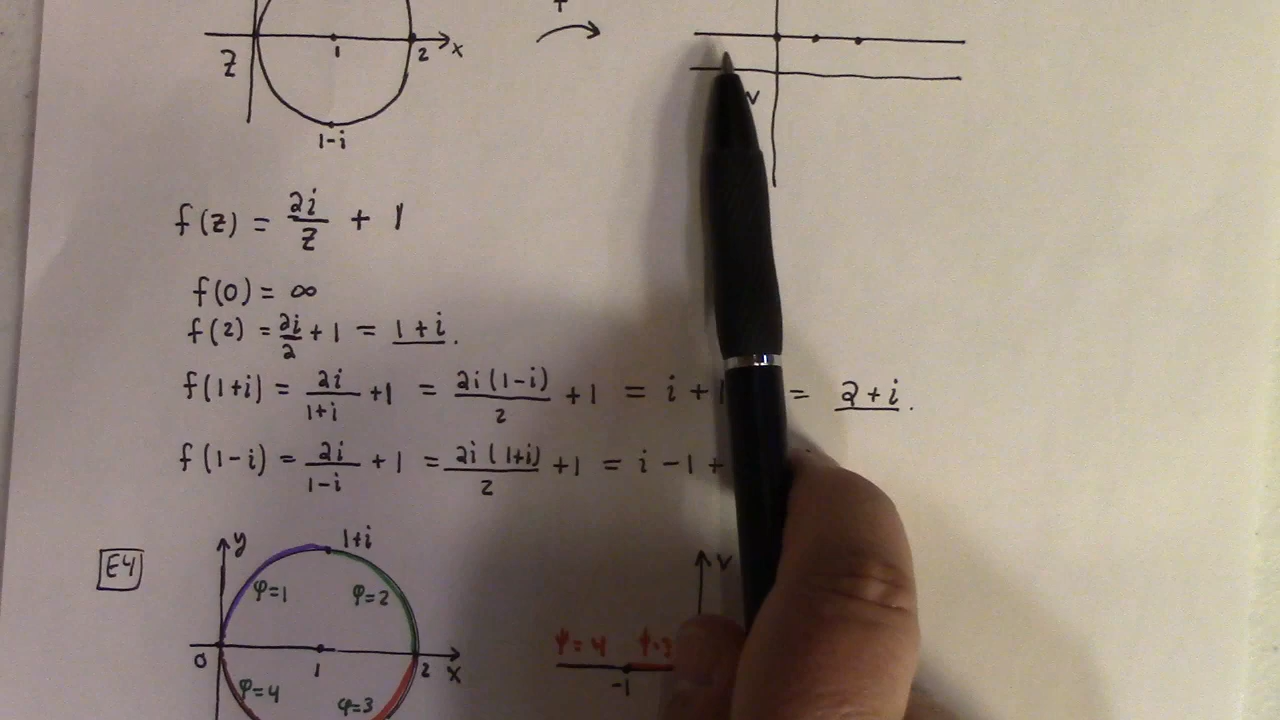 1 2 x
Z
v
1-i
f(z) = 2i/z + 1
f(0) = ∞
f(2) = 2i/2 + 1 = 1+i.
f(1+i) = 2i/1+i + 1 = 2i(1-i)/2 + 1 = i + 1 = 2+i.
f(1-i) = 2i/1-i + 1 = 2i(1+i)/2 + 1 = i - 1 +
E4 y 1+i v
φ=1 φ=2
ψ=4 ψ=3
0 1 2 x -1
φ=4 φ=3